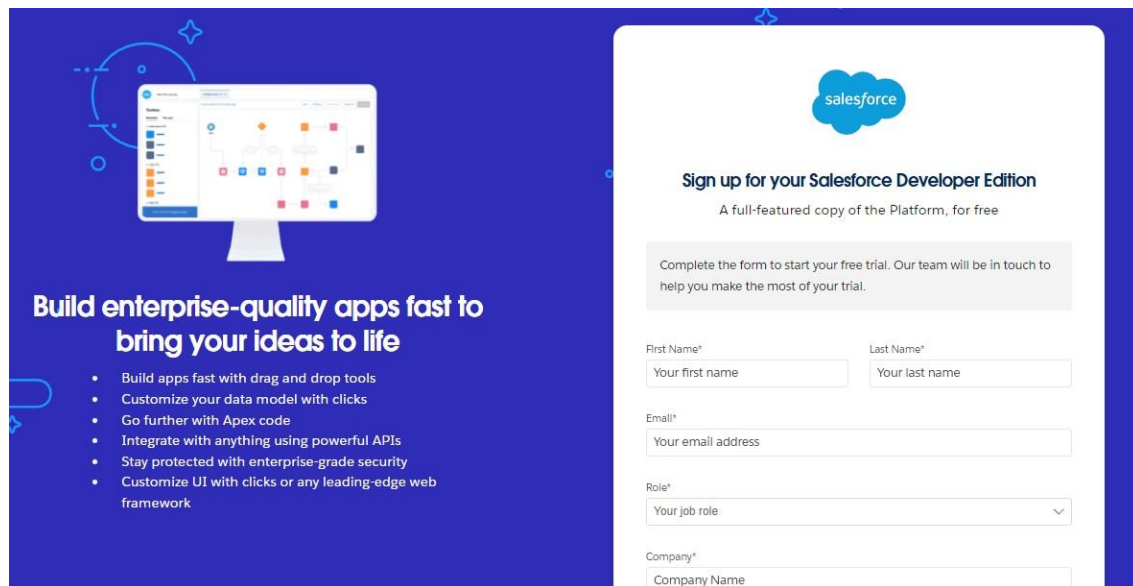 Build enterprise-quality apps fast to
bring your ideas to life
• Build apps fast with drag and drop tools
• Customize your data model with clicks
• Go further with Apex code
• Integrate with anything using powerful APIs
• Stay protected with enterprise-grade security
• Customize UI with clicks or any leading-edge web
framework
salesforce
Sign up for your Salesforce Developer Edition
A full-featured copy of the Platform, for free
Complete the form to start your free trial. Our team will be in touch to
help you make the most of your trial.
First Name* Last Name*
Your first name Your last name
Email*
Your email address
Role*
Your job role
Company*
Company Name